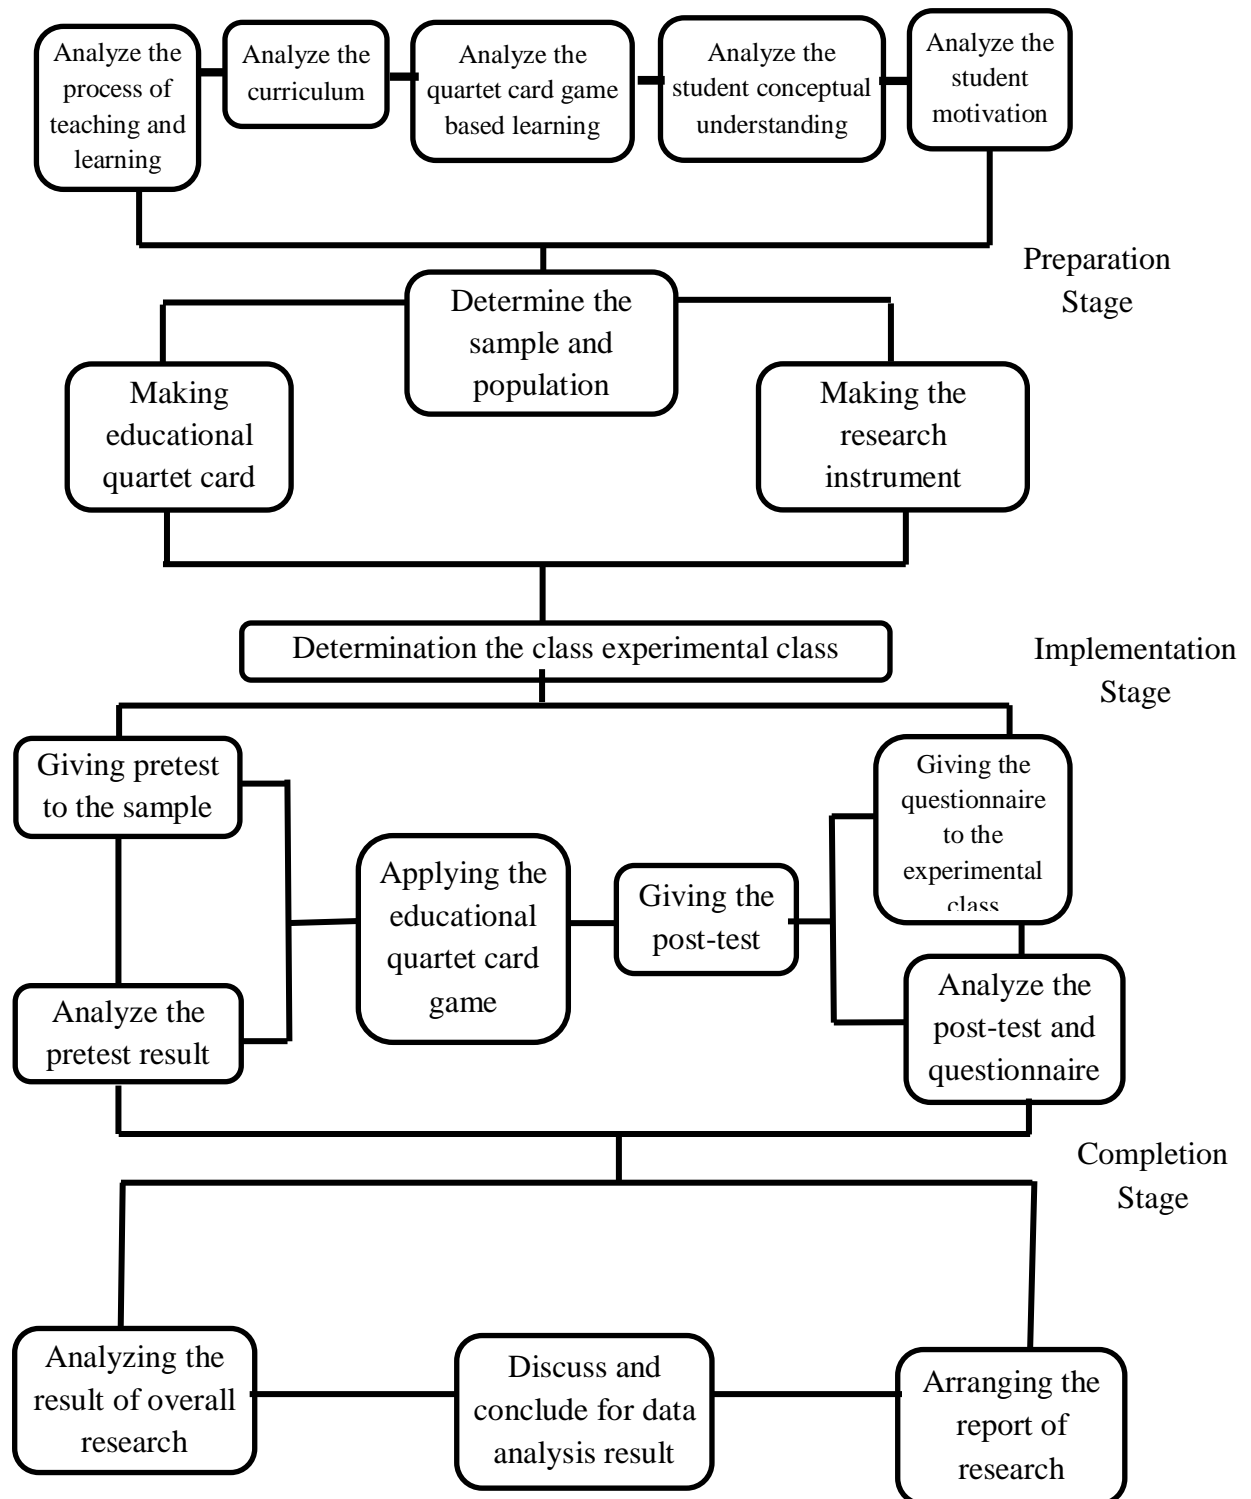 Analyze the
process of
teaching and
learning
Analyze the
curriculum
Analyze the
quartet card game
based learning
Analyze the
student conceptual
understanding
Analyze the
student
motivation
Preparation
Stage
Determine the
sample and
population
Making
educational
quartet card
Making the
research
instrument
Determination the class experimental class
Implementation
Stage
Giving pretest
to the sample
Analyze the
pretest result
Applying the
educational
quartet card
game
Giving the
post-test
Giving the
questionnaire
to the
experimental
class
Analyze the
post-test and
questionnaire
Completion
Stage
Analyzing the
result of overall
research
Discuss and
conclude for data
analysis result
Arranging the
report of
research